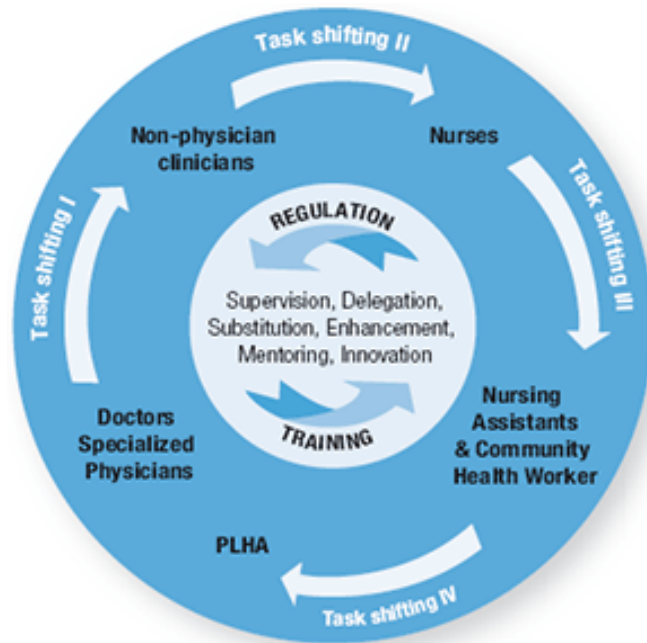 Task shifting II
Non-physician
clinicians
Nurses
Task shifting I
Task shifting III
REGULATION
Supervision, Delegation,
Substitution, Enhancement,
Mentoring, Innovation
TRAINING
Doctors
Specialized
Physicians
Nursing
Assistants
& Community
Health Worker
PLHA
Task shifting IV